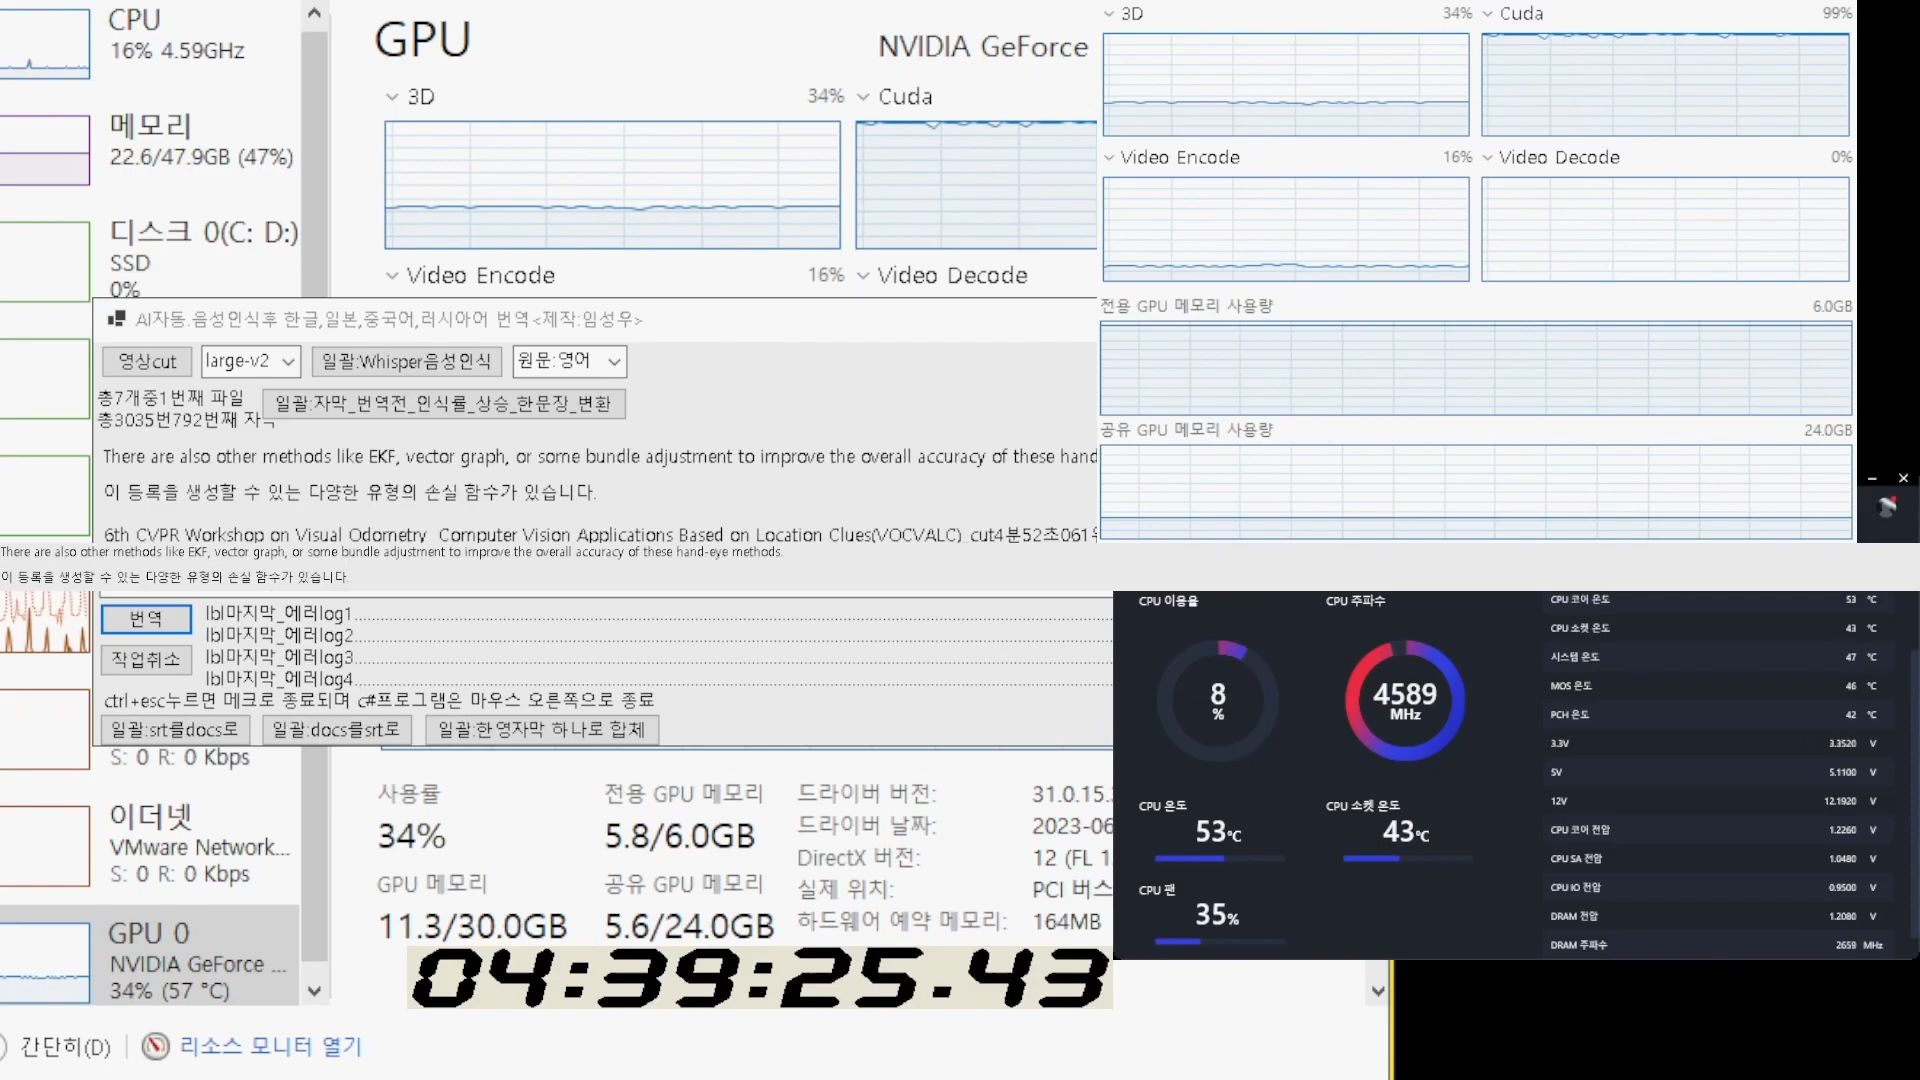 CPU
16% 4.59GHz
메모리
22.6/47.9GB (47%)
디스크 0(C: D:)
SSD
0%
GPU
NVIDIA GeForce
3D 34%
Cuda
Video Encode 16%
Video Decode
3D 34%
Cuda 99%
Video Encode 16%
Video Decode 0%
전용 GPU 메모리 사용량 6.0GB
공유 GPU 메모리 사용량 24.0GB
AI자동.음성인식후 한글,일본,중국어,러시아어 번역<제작:임성우>
영상cut
large-v2
일괄:Whisper음성인식
원문:영어
총7개중1번째 파일
총3035번792번째 자
일괄:자막_번역전_인식률_상승_한문장_변환
There are also other methods like EKF, vector graph, or some bundle adjustment to improve the overall accuracy of these hand
이 등록을 생성할 수 있는 다양한 유형의 손실 함수가 있습니다.
6th CVPR Workshop on Visual Odometry Computer Vision Applications Based on Location Clues(VOCVALC) cut4분52초061
There are also other methods like EKF, vector graph, or some bundle adjustment to improve the overall accuracy of these hand-eye methods.
이 등록을 생성할 수 있는 다양한 유형의 손실 함수가 있습니다.
번역
작업취소
lbl마지막_에러log1
lbl마지막_에러log2
lbl마지막_에러log3
lbl마지막_에러log4
ctrl+esc누르면 메크로 종료되며 c#프로그램은 마우스 오른쪽으로 종료
일괄:srt를docs로
일괄:docs를srt로
일괄:한영자막 하나로 합체
S: 0 R: 0 Kbps
이더넷
VMware Network...
S: 0 R: 0 Kbps
GPU 0
NVIDIA GeForce ...
34% (57 °C)
사용률
34%
전용 GPU 메모리
5.8/6.0GB
GPU 메모리
11.3/30.0GB
공유 GPU 메모리
5.6/24.0GB
드라이버 버전: 31.0.15.
드라이버 날짜: 2023-06
DirectX 버전: 12 (FL 1
실제 위치: PCI 버스
하드웨어 예약 메모리: 164MB
04:39:25.43
간단히(D)
리소스 모니터 열기
CPU 이용율
8
%
CPU 주파수
4589
MHz
CPU 온도
53℃
CPU 소켓 온도
43℃
CPU 팬
35%
CPU 코어 온도 53 ℃
CPU 소켓 온도 43 ℃
시스템 온도 47 ℃
MOS 온도 46 ℃
PCH 온도 42 ℃
3.3V 3.3520 V
5V 5.1100 V
12V 12.1920 V
CPU 코어 전압 1.2260 V
CPU SA 전압 1.0480 V
CPU IO 전압 0.9500 V
DRAM 전압 1.2080 V
DRAM 주파수 2659 MHz